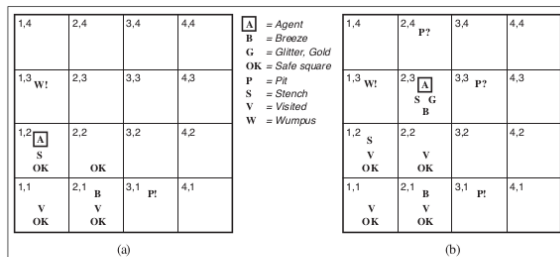 1,4 2,4 3,4 4,4
1,3 W! 2,3 3,3 4,3
1,2 A
S
OK
2,2
OK
3,2 4,2
1,1
V
OK
2,1 B
V
OK
3,1 P! 4,1
(a)
A = Agent
B = Breeze
G = Glitter, Gold
OK = Safe square
P = Pit
S = Stench
V = Visited
W = Wumpus
1,4 2,4 P? 3,4 4,4
1,3 W! 2,3 A
S G
B
3,3 P? 4,3
1,2 S
V
OK
2,2
V
OK
3,2 4,2
1,1
V
OK
2,1 B
V
OK
3,1 P! 4,1
(b)